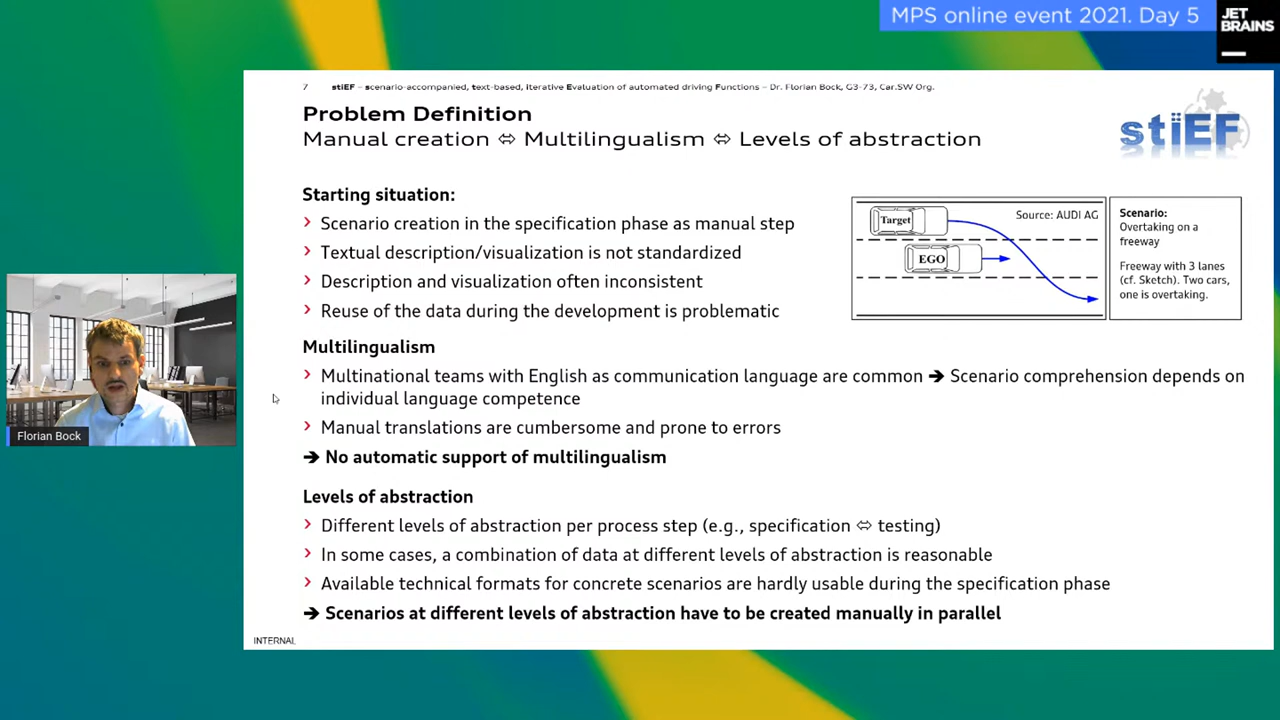 MPS online event 2021. Day 5
JET
BRAINS
7 stiEF – scenario-accompanied, text-based, iterative Evaluation of automated driving Functions – Dr. Florian Bock, G3-73, Car.SW Org.
Problem Definition
Manual creation ⇔ Multilingualism ⇔ Levels of abstraction
stiEF
Starting situation:
› Scenario creation in the specification phase as manual step
› Textual description/visualization is not standardized
› Description and visualization often inconsistent
› Reuse of the data during the development is problematic
Target
Source: AUDI AG
EGO
Scenario:
Overtaking on a
freeway
Freeway with 3 lanes
(cf. Sketch). Two cars,
one is overtaking.
Multilingualism
› Multinational teams with English as communication language are common ➔ Scenario comprehension depends on
individual language competence
› Manual translations are cumbersome and prone to errors
➔ No automatic support of multilingualism
Levels of abstraction
› Different levels of abstraction per process step (e.g., specification ⇔ testing)
› In some cases, a combination of data at different levels of abstraction is reasonable
› Available technical formats for concrete scenarios are hardly usable during the specification phase
➔ Scenarios at different levels of abstraction have to be created manually in parallel
INTERNAL
Florian Bock